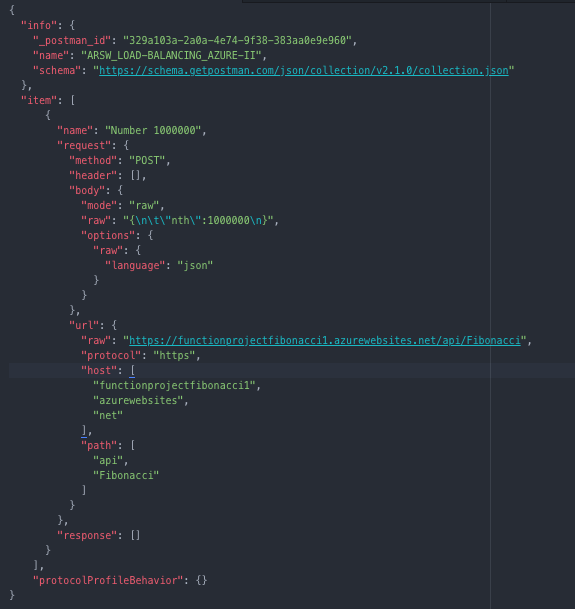 {
  "info": {
    "_postman_id": "329a103a-2a0a-4e74-9f38-383aa0e9e960",
    "name": "ARSW_LOAD-BALANCING_AZURE-II",
    "schema": "https://schema.getpostman.com/json/collection/v2.1.0/collection.json"
  },
  "item": [
      {
        "name": "Number 1000000",
        "request": {
          "method": "POST",
          "header": [],
          "body": {
            "mode": "raw",
            "raw": "{\n\t\"nth\":1000000\n}",
            "options": {
              "raw": {
                "language": "json"
              }
            }
          },
          "url": {
            "raw": "https://functionprojectfibonacci1.azurewebsites.net/api/Fibonacci",
            "protocol": "https",
            "host": [
              "functionprojectfibonacci1",
              "azurewebsites",
              "net"
            ],
            "path": [
              "api",
              "Fibonacci"
            ]
          }
        },
        "response": []
      }
    ],
    "protocolProfileBehavior": {}
}